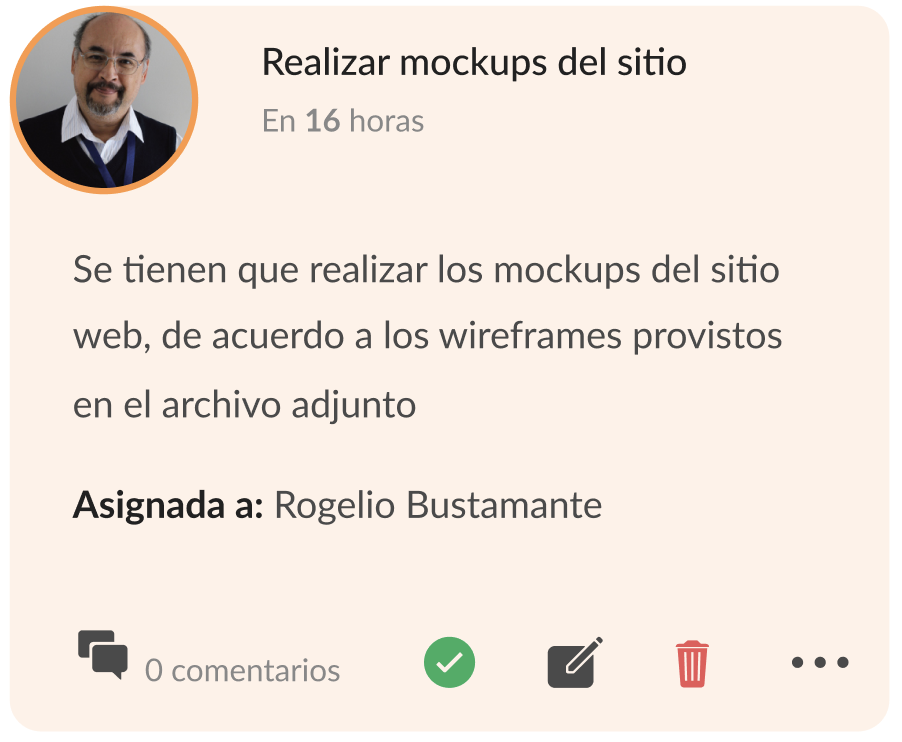 Realizar mockups del sitio
En 16 horas
Se tienen que realizar los mockups del sitio
web, de acuerdo a los wireframes provistos
en el archivo adjunto
Asignada a: Rogelio Bustamante
0 comentarios